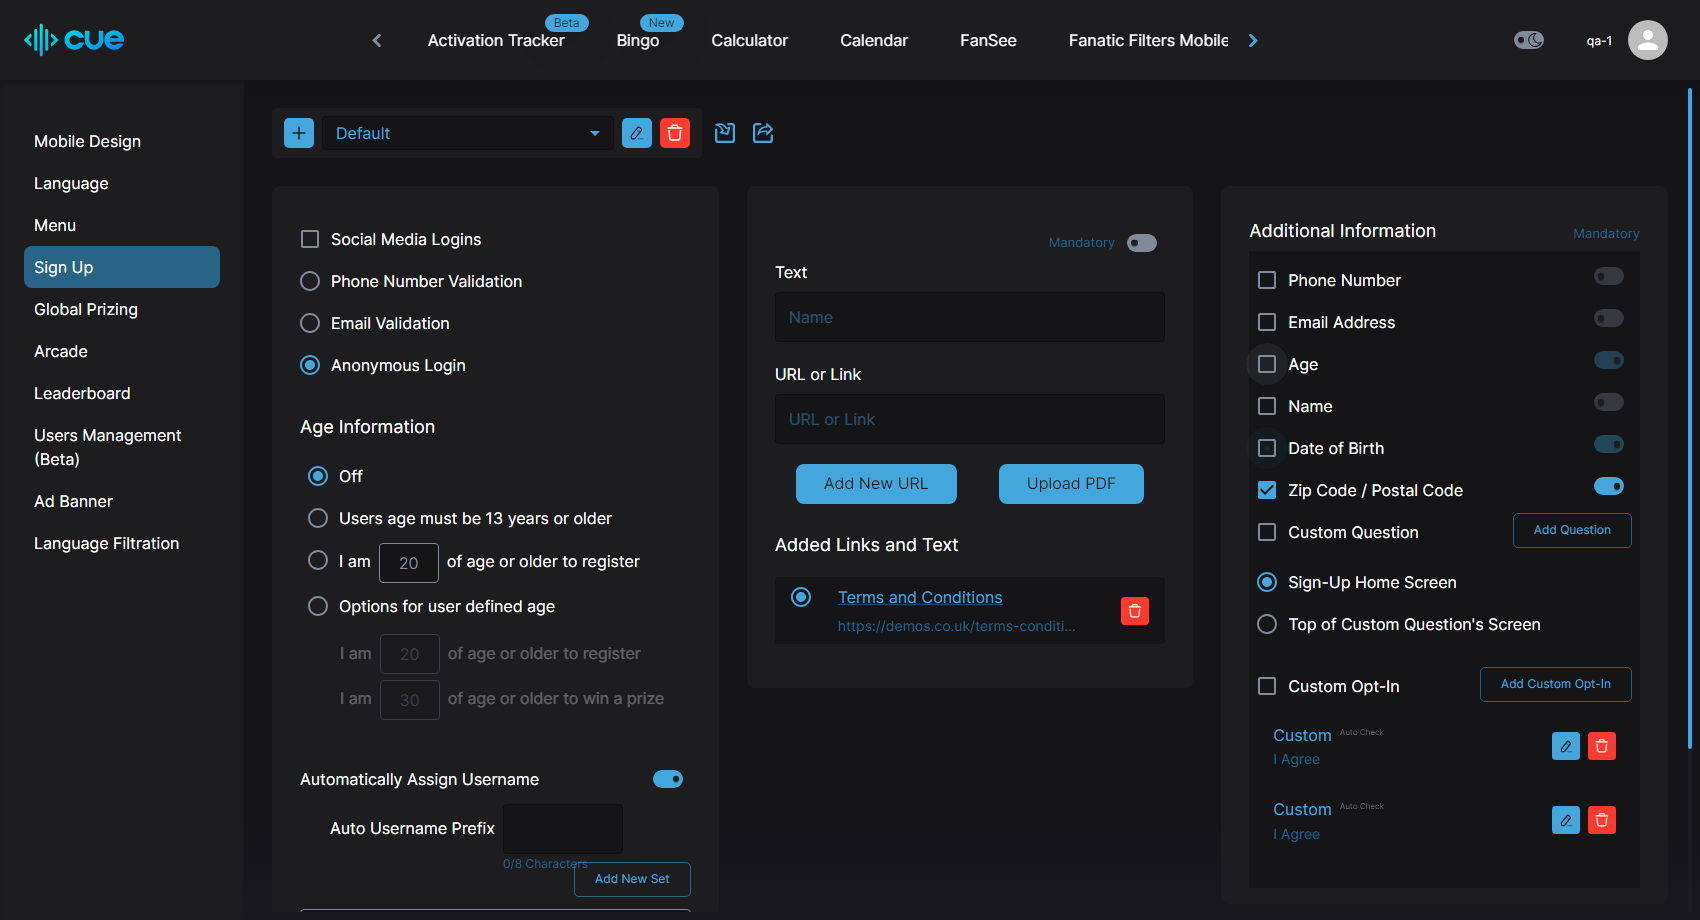 cue
Beta
New
Activation Tracker
Bingo
Calculator
Calendar
FanSee
Fanatic Filters Mobile
qa-1
Mobile Design
Language
Menu
Sign Up
Global Prizing
Arcade
Leaderboard
Users Management
(Beta)
Ad Banner
Language Filtration
Default
Social Media Logins
Phone Number Validation
Email Validation
Anonymous Login
Age Information
Off
Users age must be 13 years or older
I am 20 of age or older to register
Options for user defined age
I am 20 of age or older to register
I am 30 of age or older to win a prize
Automatically Assign Username
Auto Username Prefix
0/8 Characters
Add New Set
Mandatory
Text
Name
URL or Link
URL or Link
Add New URL
Upload PDF
Added Links and Text
Terms and Conditions
https://demos.co.uk/terms-conditi...
Additional Information
Mandatory
Phone Number
Email Address
Age
Name
Date of Birth
Zip Code / Postal Code
Custom Question
Add Question
Sign-Up Home Screen
Top of Custom Question's Screen
Custom Opt-In
Add Custom Opt-In
Custom Auto Check
I Agree
Custom Auto Check
I Agree